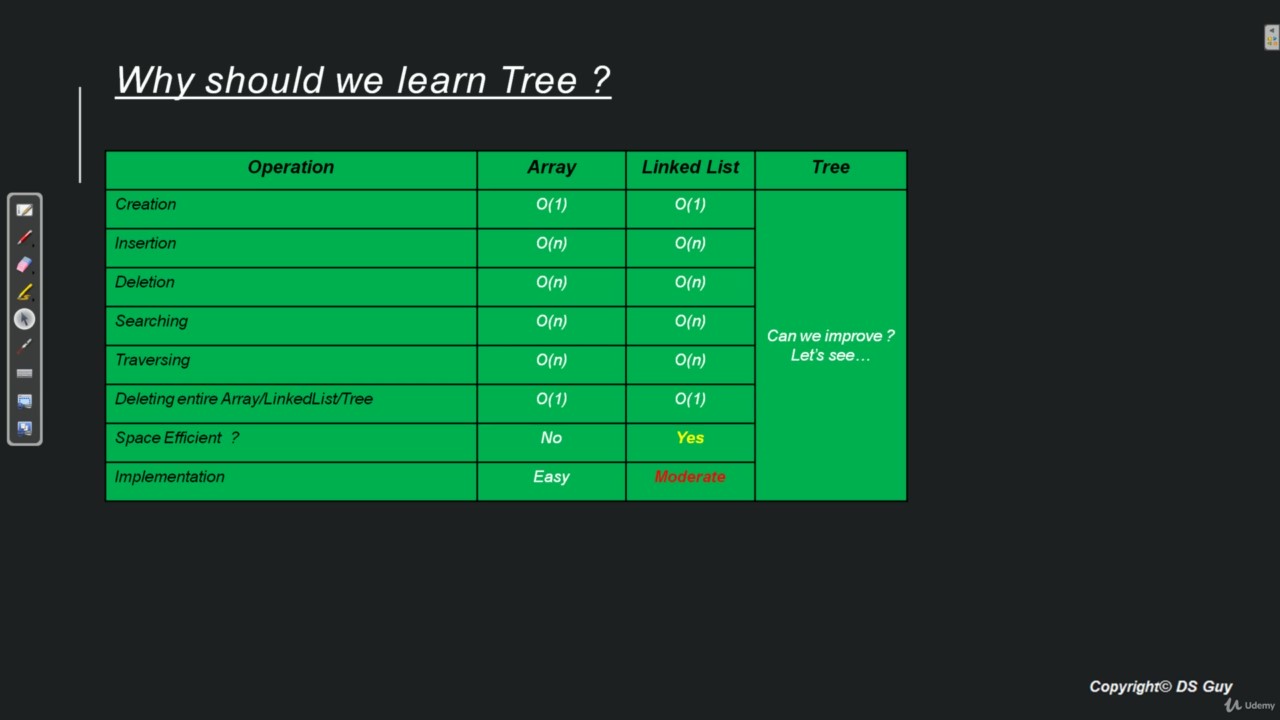 Why should we learn Tree ?
Operation Array Linked List Tree
Creation O(1) O(1)
Insertion O(n) O(n)
Deletion O(n) O(n)
Searching O(n) O(n)
Can we improve ?
Let's see...
Traversing O(n) O(n)
Deleting entire Array/LinkedList/Tree O(1) O(1)
Space Efficient ? No Yes
Implementation Easy Moderate
Copyright© DS Guy
Udemy